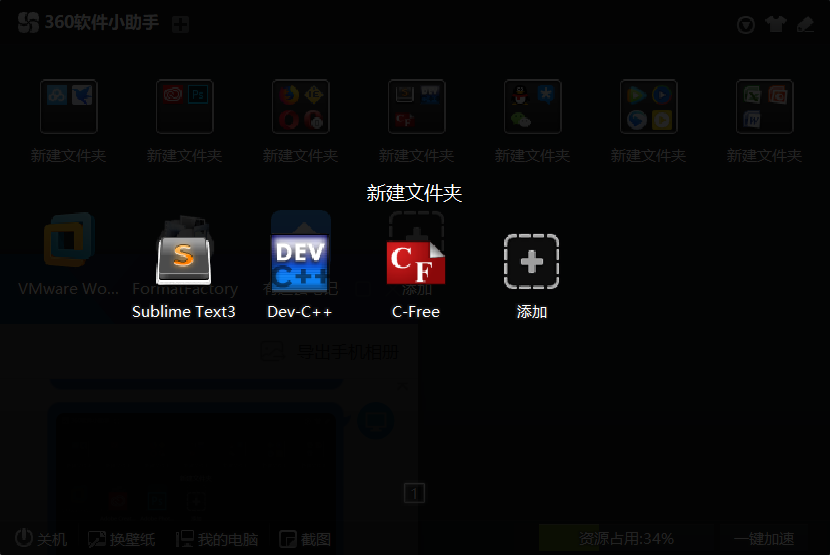 360软件小助手
新建文件夹 新建文件夹 新建文件夹 新建文件夹 新建文件夹 新建文件夹 新建文件夹
新建文件夹
VMware Wo... FormatFactory 添加
Sublime Text3 Dev-C++ C-Free 添加
导出手机相册
1
关机 换壁纸 我的电脑 截图 资源占用:34% 一键加速